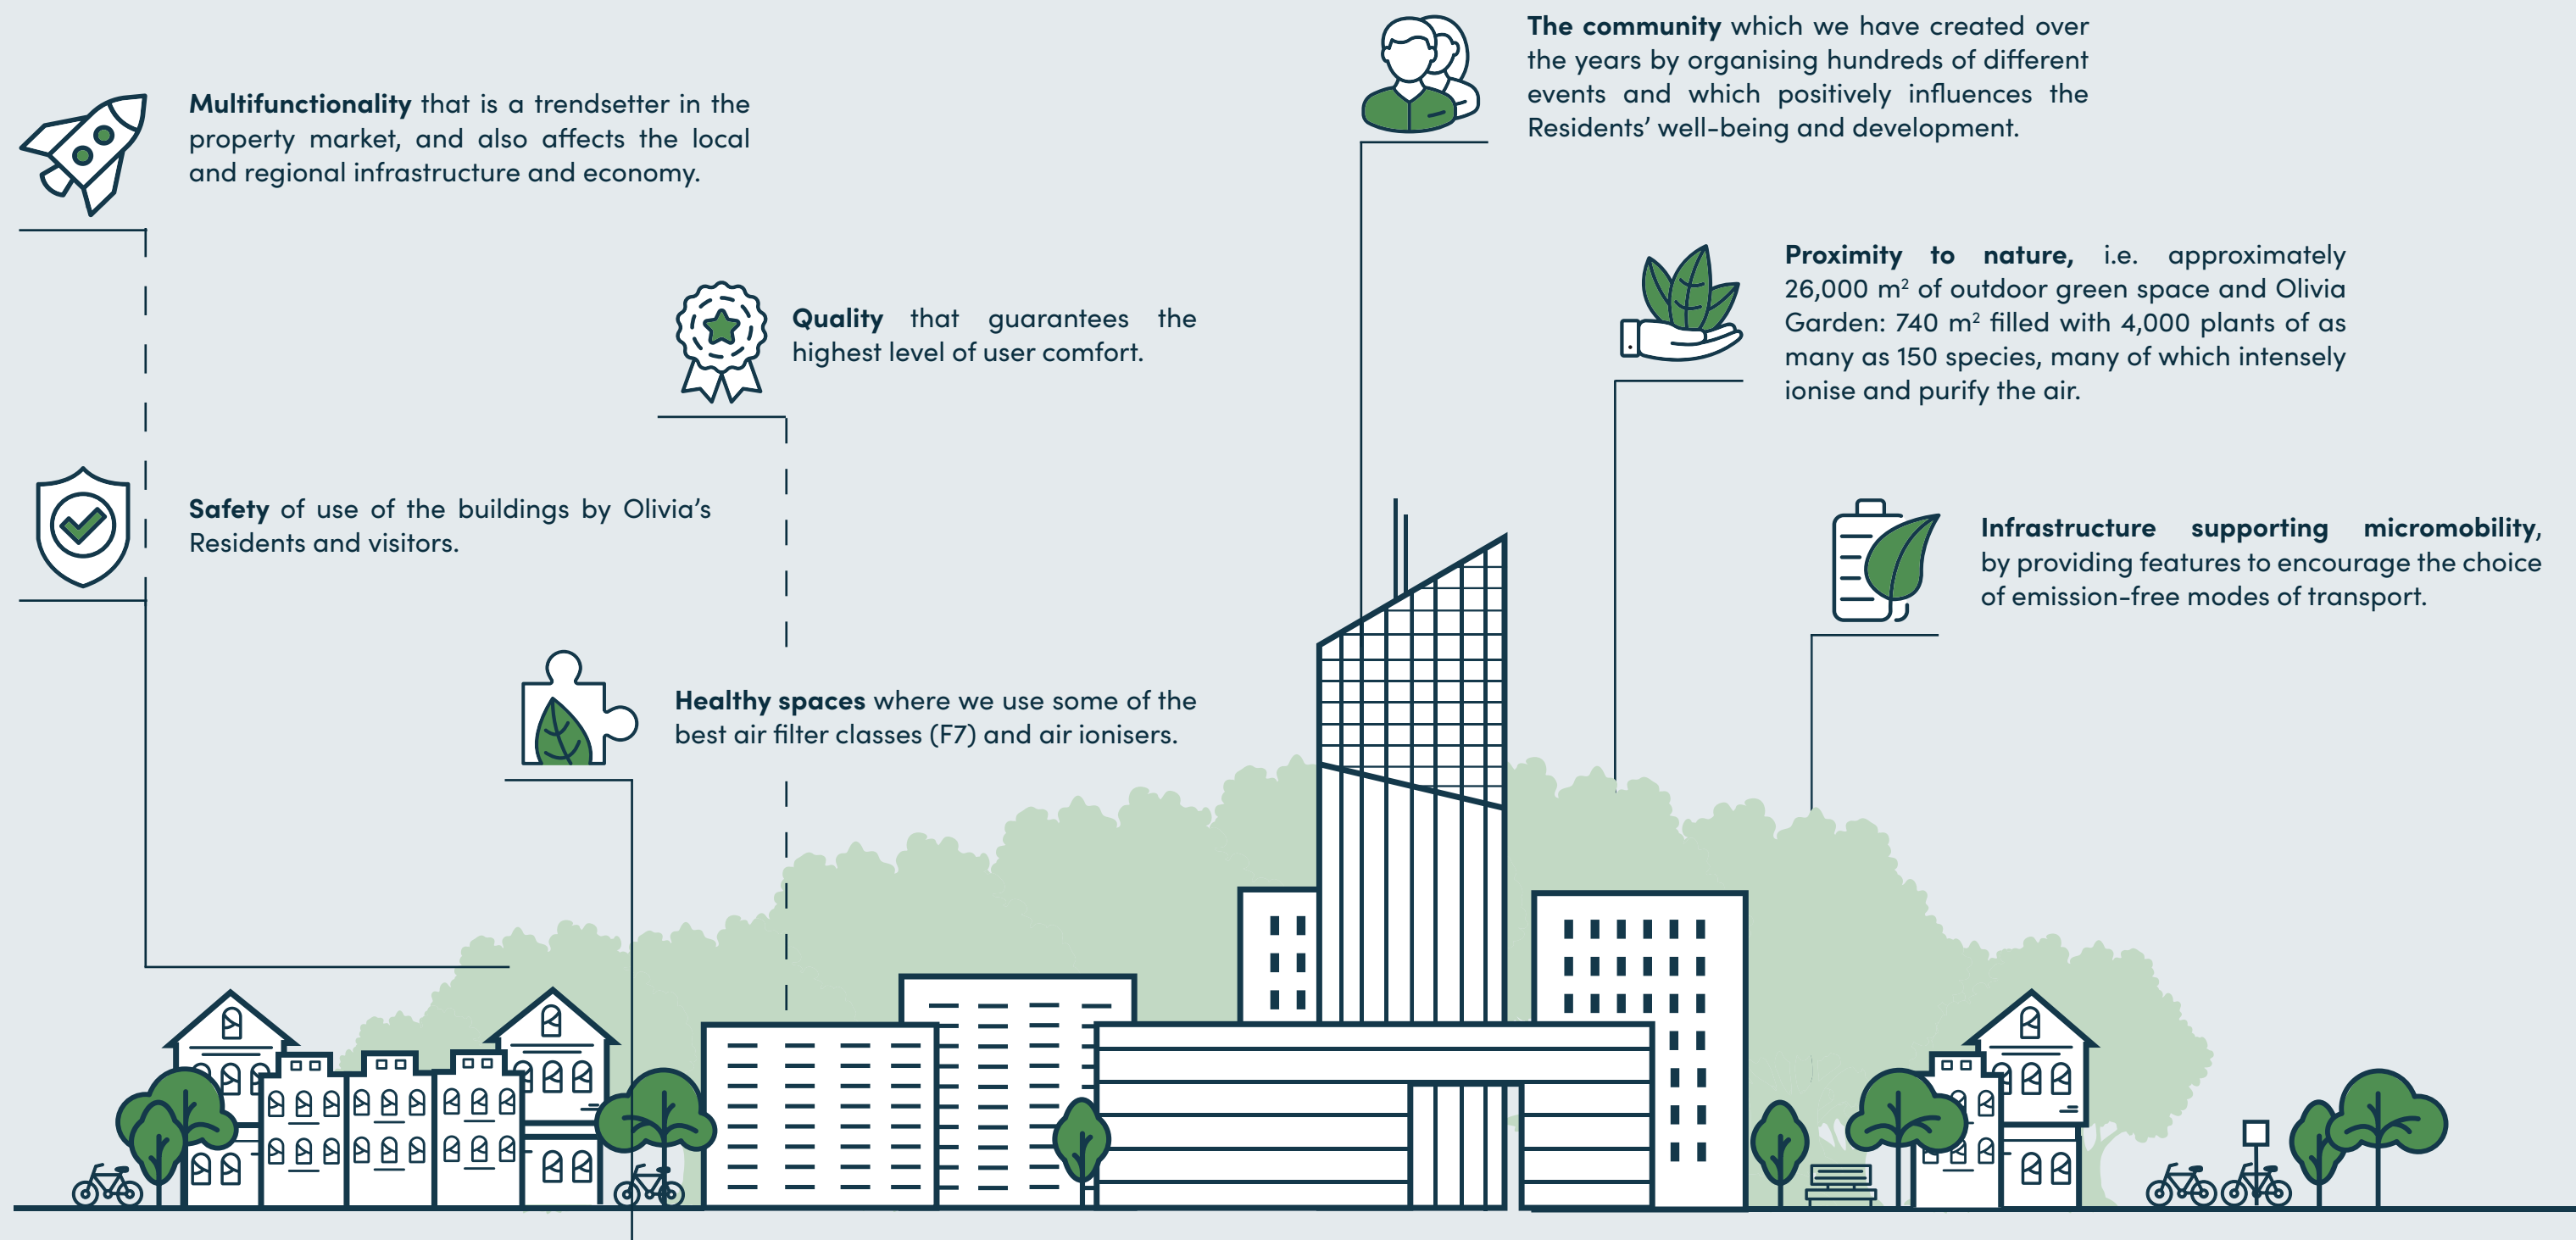 Multifunctionality that is a trendsetter in the
property market, and also affects the local
and regional infrastructure and economy.
Safety of use of the buildings by Olivia’s
Residents and visitors.
Quality that guarantees the
highest level of user comfort.
Healthy spaces where we use some of the
best air filter classes (F7) and air ionisers.
The community which we have created over
the years by organising hundreds of different
events and which positively influences the
Residents’ well-being and development.
Proximity to nature, i.e. approximately
26,000 m² of outdoor green space and Olivia
Garden: 740 m² filled with 4,000 plants of as
many as 150 species, many of which intensely
ionise and purify the air.
Infrastructure supporting micromobility,
by providing features to encourage the choice
of emission-free modes of transport.